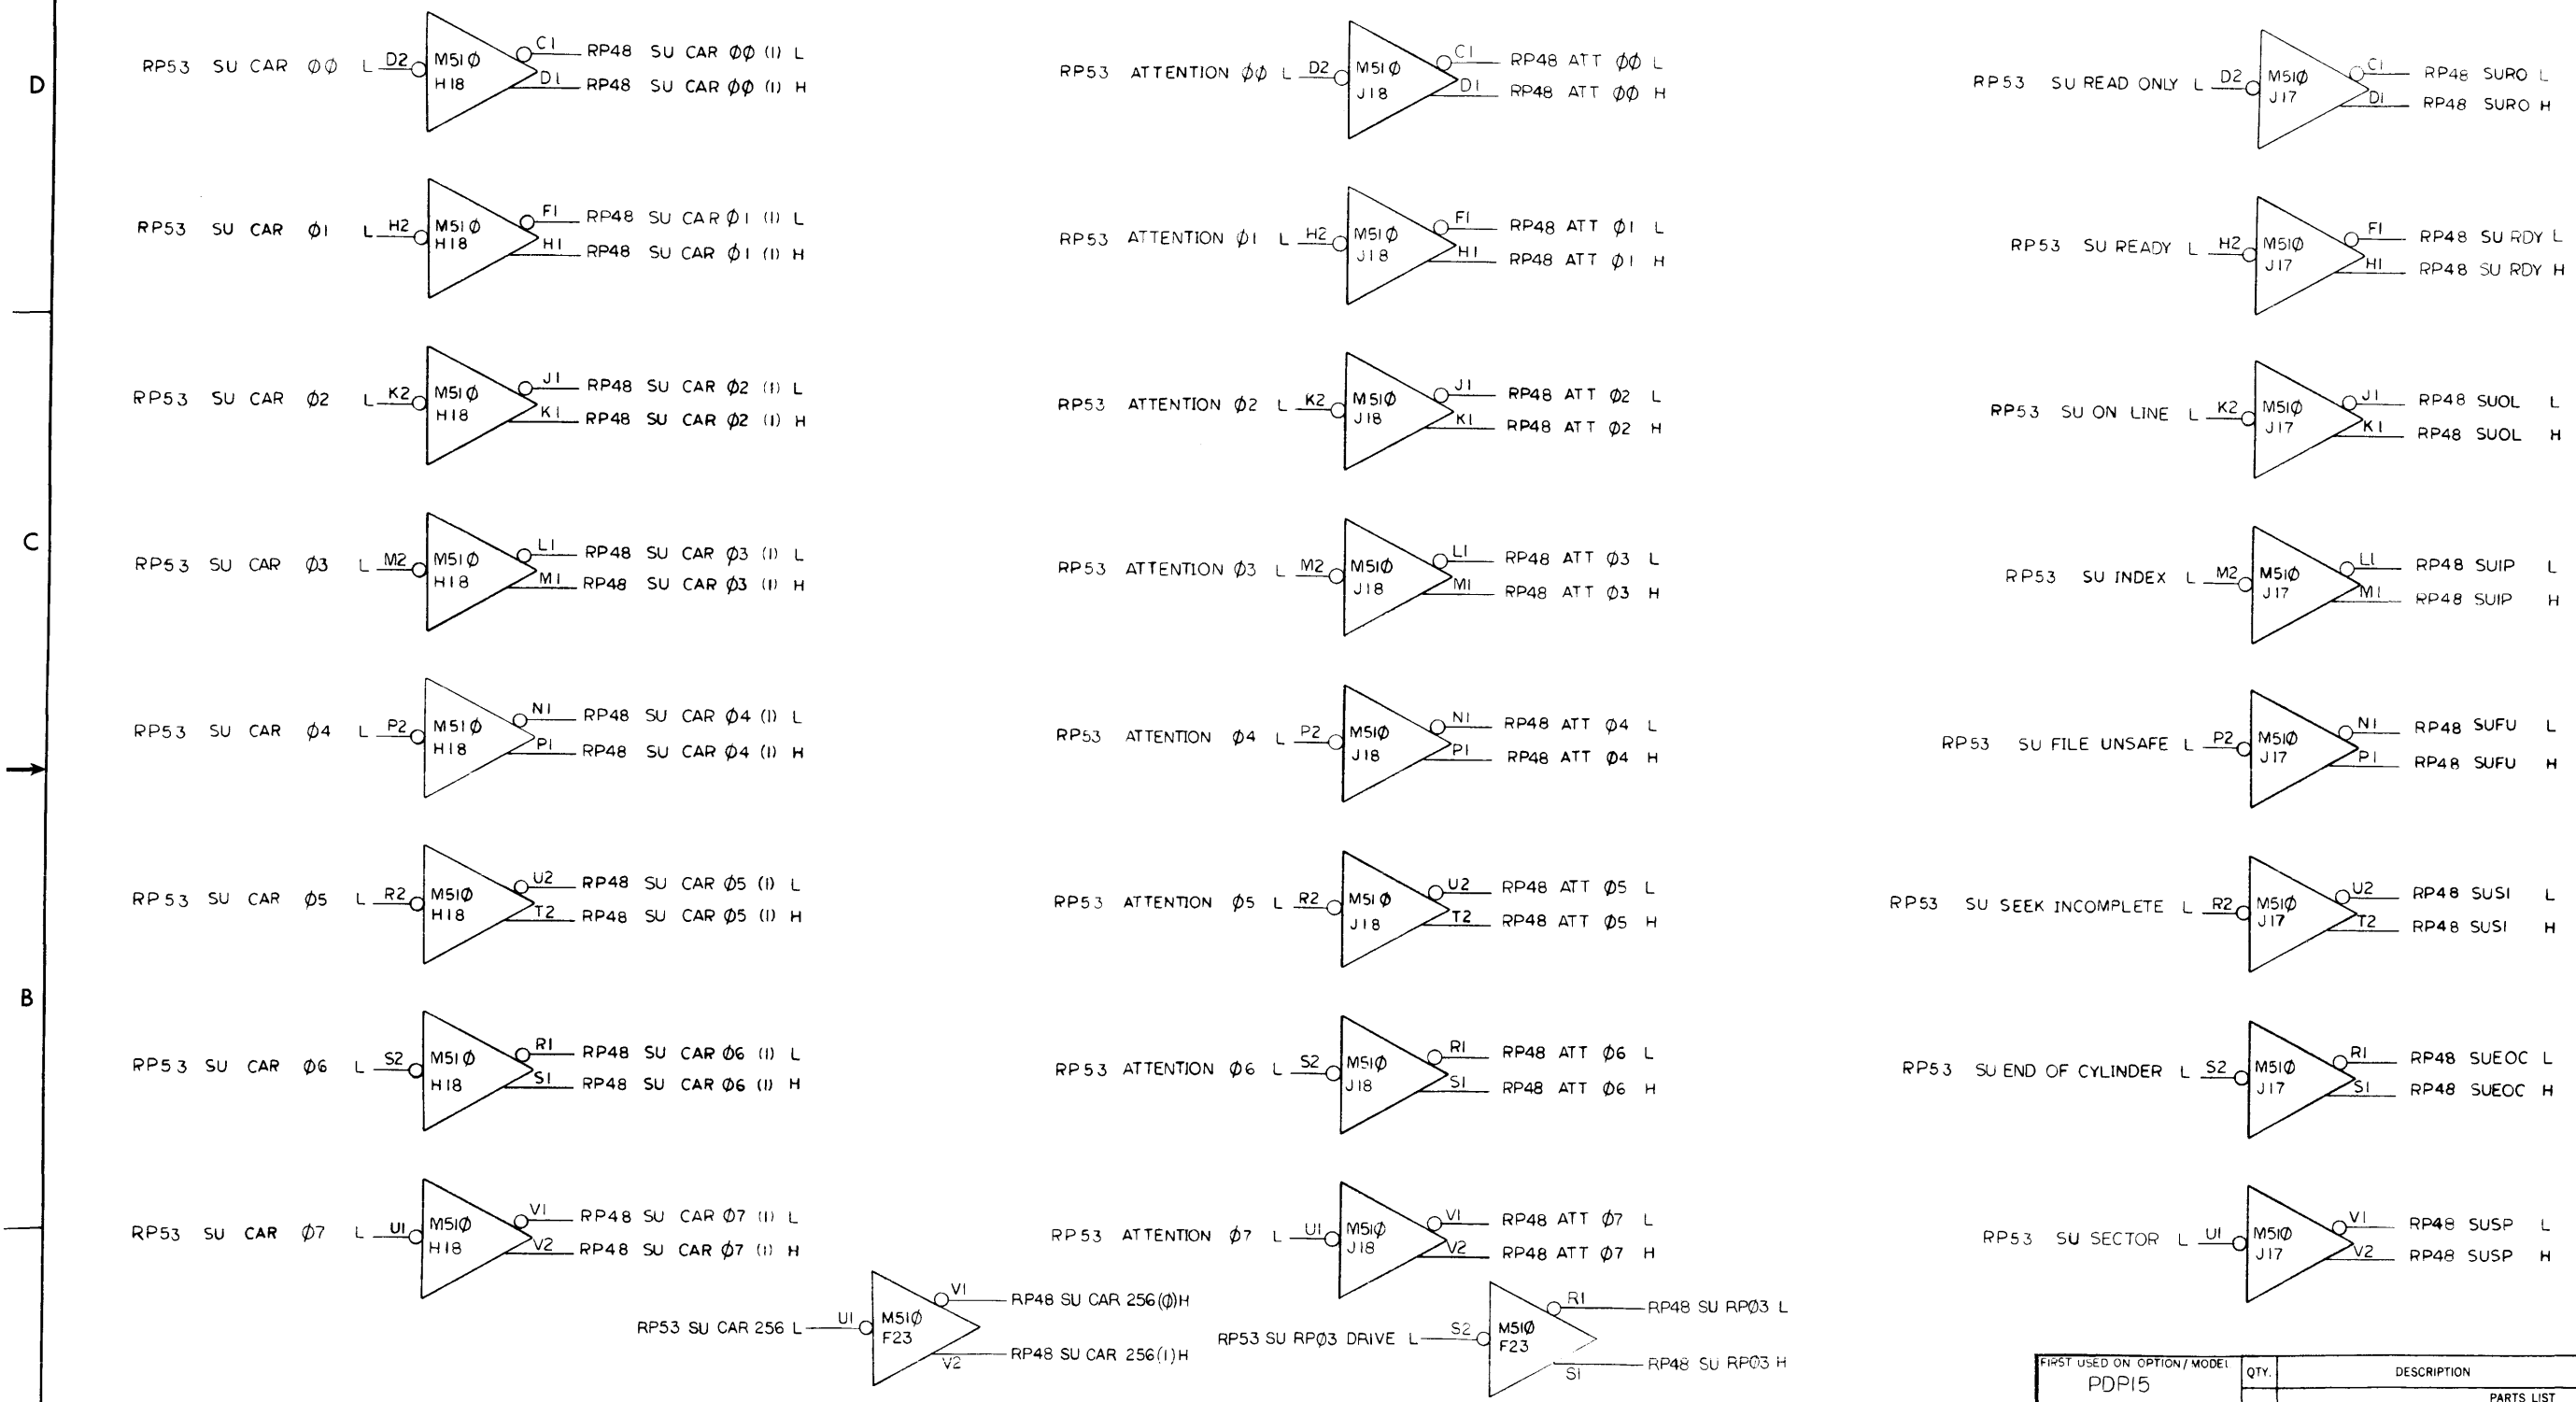 D
RP53 SU CAR ØØ L D2 M51Ø H18 C1 RP48 SU CAR ØØ (1) L
D1 RP48 SU CAR ØØ (1) H
RP53 ATTENTION ØØ L D2 M51Ø J18 C1 RP48 ATT ØØ L
D1 RP48 ATT ØØ H
RP53 SU READ ONLY L D2 M51Ø J17 C1 RP48 SURO L
D1 RP48 SURO H
RP53 SU CAR Ø1 L H2 M51Ø H18 F1 RP48 SU CAR Ø1 (1) L
H1 RP48 SU CAR Ø1 (1) H
RP53 ATTENTION Ø1 L H2 M51Ø J18 F1 RP48 ATT Ø1 L
H1 RP48 ATT Ø1 H
RP53 SU READY L H2 M51Ø J17 F1 RP48 SU RDY L
H1 RP48 SU RDY H
RP53 SU CAR Ø2 L K2 M51Ø H18 J1 RP48 SU CAR Ø2 (1) L
K1 RP48 SU CAR Ø2 (1) H
RP53 ATTENTION Ø2 L K2 M51Ø J18 J1 RP48 ATT Ø2 L
K1 RP48 ATT Ø2 H
RP53 SU ON LINE L K2 M51Ø J17 J1 RP48 SUOL L
K1 RP48 SUOL H
C
RP53 SU CAR Ø3 L M2 M51Ø H18 L1 RP48 SU CAR Ø3 (1) L
M1 RP48 SU CAR Ø3 (1) H
RP53 ATTENTION Ø3 L M2 M51Ø J18 L1 RP48 ATT Ø3 L
M1 RP48 ATT Ø3 H
RP53 SU INDEX L M2 M51Ø J17 L1 RP48 SUIP L
M1 RP48 SUIP H
RP53 SU CAR Ø4 L P2 M51Ø H18 N1 RP48 SU CAR Ø4 (1) L
P1 RP48 SU CAR Ø4 (1) H
RP53 ATTENTION Ø4 L P2 M51Ø J18 N1 RP48 ATT Ø4 L
P1 RP48 ATT Ø4 H
RP53 SU FILE UNSAFE L P2 M51Ø J17 N1 RP48 SUFU L
P1 RP48 SUFU H
RP53 SU CAR Ø5 L R2 M51Ø H18 U2 RP48 SU CAR Ø5 (1) L
T2 RP48 SU CAR Ø5 (1) H
RP53 ATTENTION Ø5 L R2 M51Ø J18 U2 RP48 ATT Ø5 L
T2 RP48 ATT Ø5 H
RP53 SU SEEK INCOMPLETE L R2 M51Ø J17 U2 RP48 SUSI L
T2 RP48 SUSI H
B
RP53 SU CAR Ø6 L S2 M51Ø H18 R1 RP48 SU CAR Ø6 (1) L
S1 RP48 SU CAR Ø6 (1) H
RP53 ATTENTION Ø6 L S2 M51Ø J18 R1 RP48 ATT Ø6 L
S1 RP48 ATT Ø6 H
RP53 SU END OF CYLINDER L S2 M51Ø J17 R1 RP48 SUEOC L
S1 RP48 SUEOC H
RP53 SU CAR Ø7 L U1 M51Ø H18 V1 RP48 SU CAR Ø7 (1) L
V2 RP48 SU CAR Ø7 (1) H
RP53 ATTENTION Ø7 L U1 M51Ø J18 V1 RP48 ATT Ø7 L
V2 RP48 ATT Ø7 H
RP53 SU SECTOR L U1 M51Ø J17 V1 RP48 SUSP L
V2 RP48 SUSP H
RP53 SU CAR 256 L U1 M51Ø F23 V1 RP48 SU CAR 256(Ø)H
V2 RP48 SU CAR 256(1)H
RP53 SU RPØ3 DRIVE L S2 M51Ø F23 R1 RP48 SU RPØ3 L
S1 RP48 SU RPØ3 H
FIRST USED ON OPTION/MODEL
PDP15
QTY.
DESCRIPTION
PARTS LIST